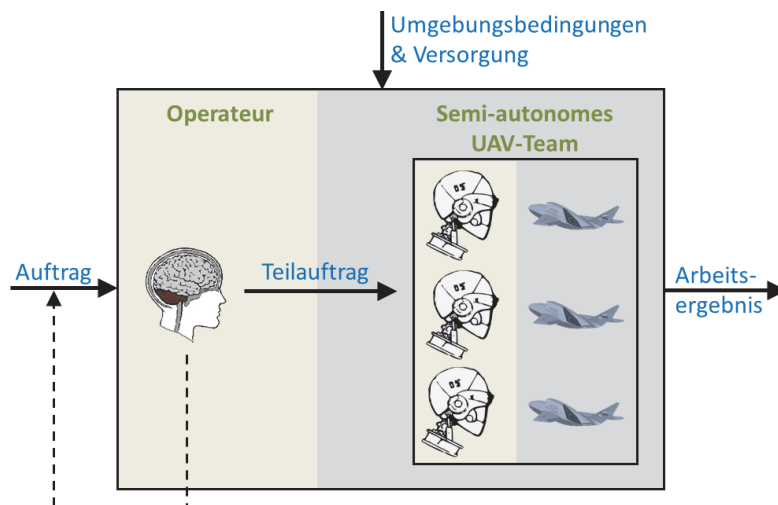 Umgebungsbedingungen
& Versorgung
Operateur
Semi-autonomes
UAV-Team
Auftrag
Teilauftrag
Arbeits-
ergebnis